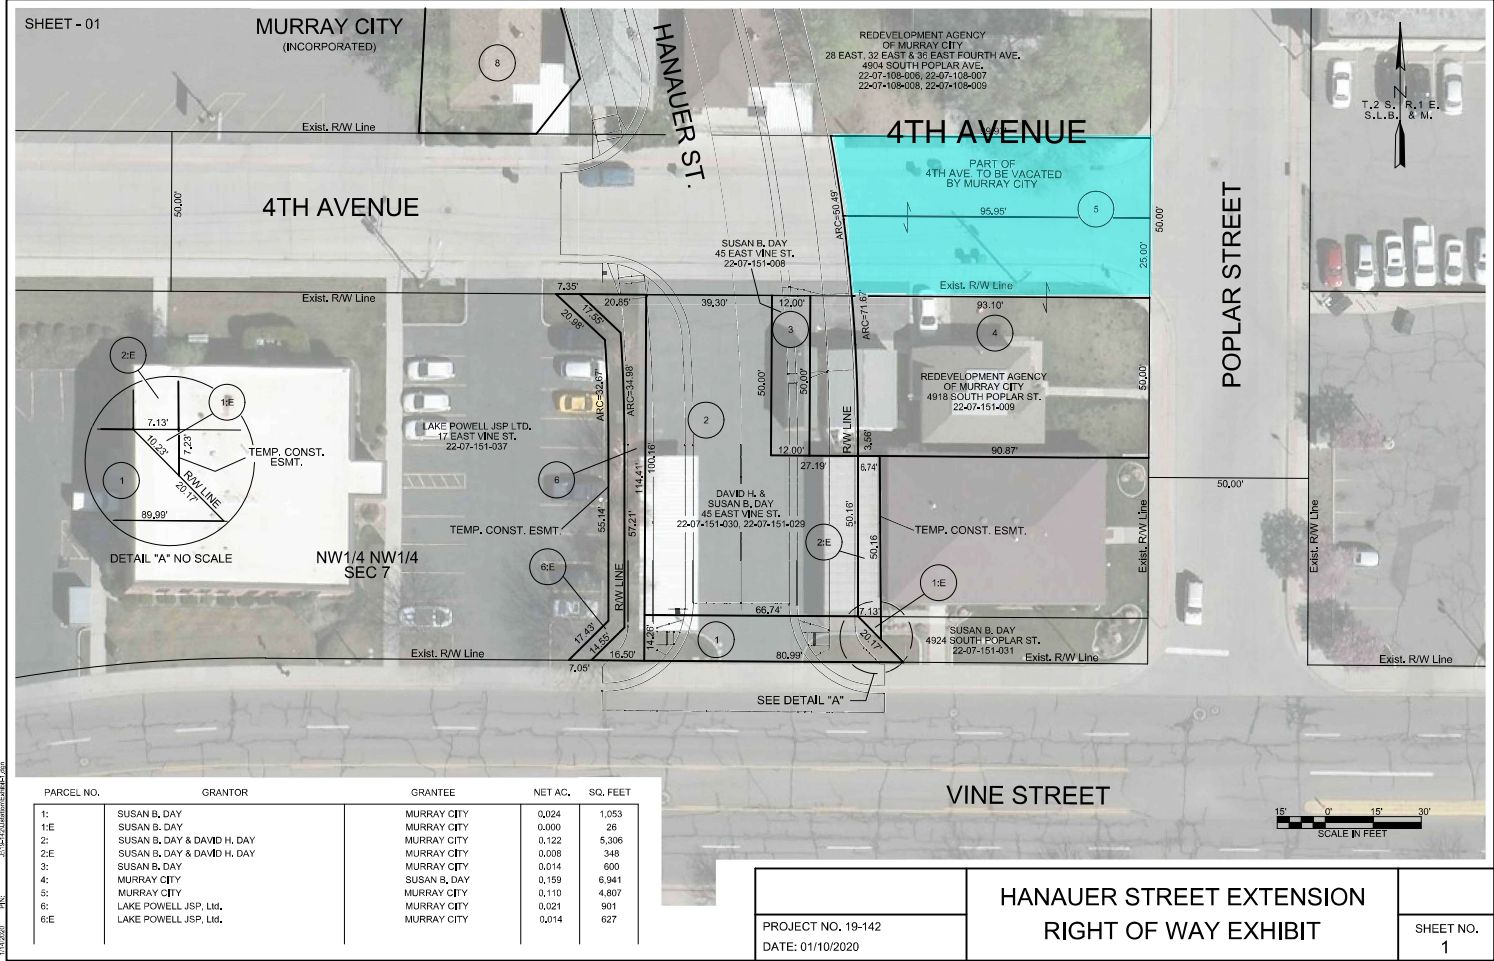 SHEET - 01
MURRAY CITY
(INCORPORATED)
8
HANAUER ST.
REDEVELOPMENT AGENCY
OF MURRAY CITY
28 EAST, 32 EAST & 36 EAST FOURTH AVE.
4904 SOUTH POPLAR AVE.
22-07-108-006, 22-07-108-007
22-07-108-008, 22-07-108-009
N
T.2 S. R.1 E.
S.L.B. & M.
Exist. R/W Line
4TH AVENUE
PART OF
4TH AVE. TO BE VACATED
BY MURRAY CITY
5
95.95'
ARC=50.49'
50.00'
25.00'
50.00'
4TH AVENUE
POPLAR STREET
SUSAN B. DAY
45 EAST VINE ST.
22-07-151-008
Exist. R/W Line
Exist. R/W Line
7.35'
20.85'
39.30'
12.00'
93.10'
17.55'
20.98'
3
4
ARC=71.67'
2:E
1:E
7.13'
10.23'
7.23'
TEMP. CONST.
ESMT.
1
R/W LINE
20.17'
89.99'
DETAIL "A" NO SCALE
NW1/4 NW1/4
SEC 7
ARC=32.67'
ARC=34.98'
50.00'
50.00'
50.00'
REDEVELOPMENT AGENCY
OF MURRAY CITY
4918 SOUTH POPLAR ST.
22-07-151-009
LAKE POWELL JSP LTD.
17 EAST VINE ST.
22-07-151-037
2
R/W LINE
3.56'
12.00'
90.87'
27.19'
6.74'
6
114.41'
100.16'
50.00'
DAVID H. &
SUSAN B. DAY
45 EAST VINE ST.
22-07-151-030, 22-07-151-029
TEMP. CONST. ESMT.
55.14'
57.21'
50.16'
50.16
2:E
TEMP. CONST. ESMT.
Exist. R/W Line
Exist. R/W Line
6:E
R/W LINE
1:E
66.74'
7.13'
17.43'
14.55'
14.26'
1
20.17'
SUSAN B. DAY
4924 SOUTH POPLAR ST.
22-07-151-031
Exist. R/W Line
7.05'
16.50'
80.99'
Exist. R/W Line
Exist. R/W Line
SEE DETAIL "A"
VINE STREET
15' 0' 15' 30'
SCALE IN FEET
PARCEL NO. GRANTOR GRANTEE NET AC. SQ. FEET
1: SUSAN B. DAY MURRAY CITY 0.024 1,053
1:E SUSAN B. DAY MURRAY CITY 0.000 26
2: SUSAN B. DAY & DAVID H. DAY MURRAY CITY 0.122 5,306
2:E SUSAN B. DAY & DAVID H. DAY MURRAY CITY 0.008 348
3: SUSAN B. DAY MURRAY CITY 0.014 600
4: MURRAY CITY SUSAN B. DAY 0.159 6,941
5: MURRAY CITY MURRAY CITY 0.110 4,807
6: LAKE POWELL JSP, Ltd. MURRAY CITY 0.021 901
6:E LAKE POWELL JSP, Ltd. MURRAY CITY 0.014 627
PROJECT NO. 19-142
DATE: 01/10/2020
HANAUER STREET EXTENSION
RIGHT OF WAY EXHIBIT
SHEET NO.
1